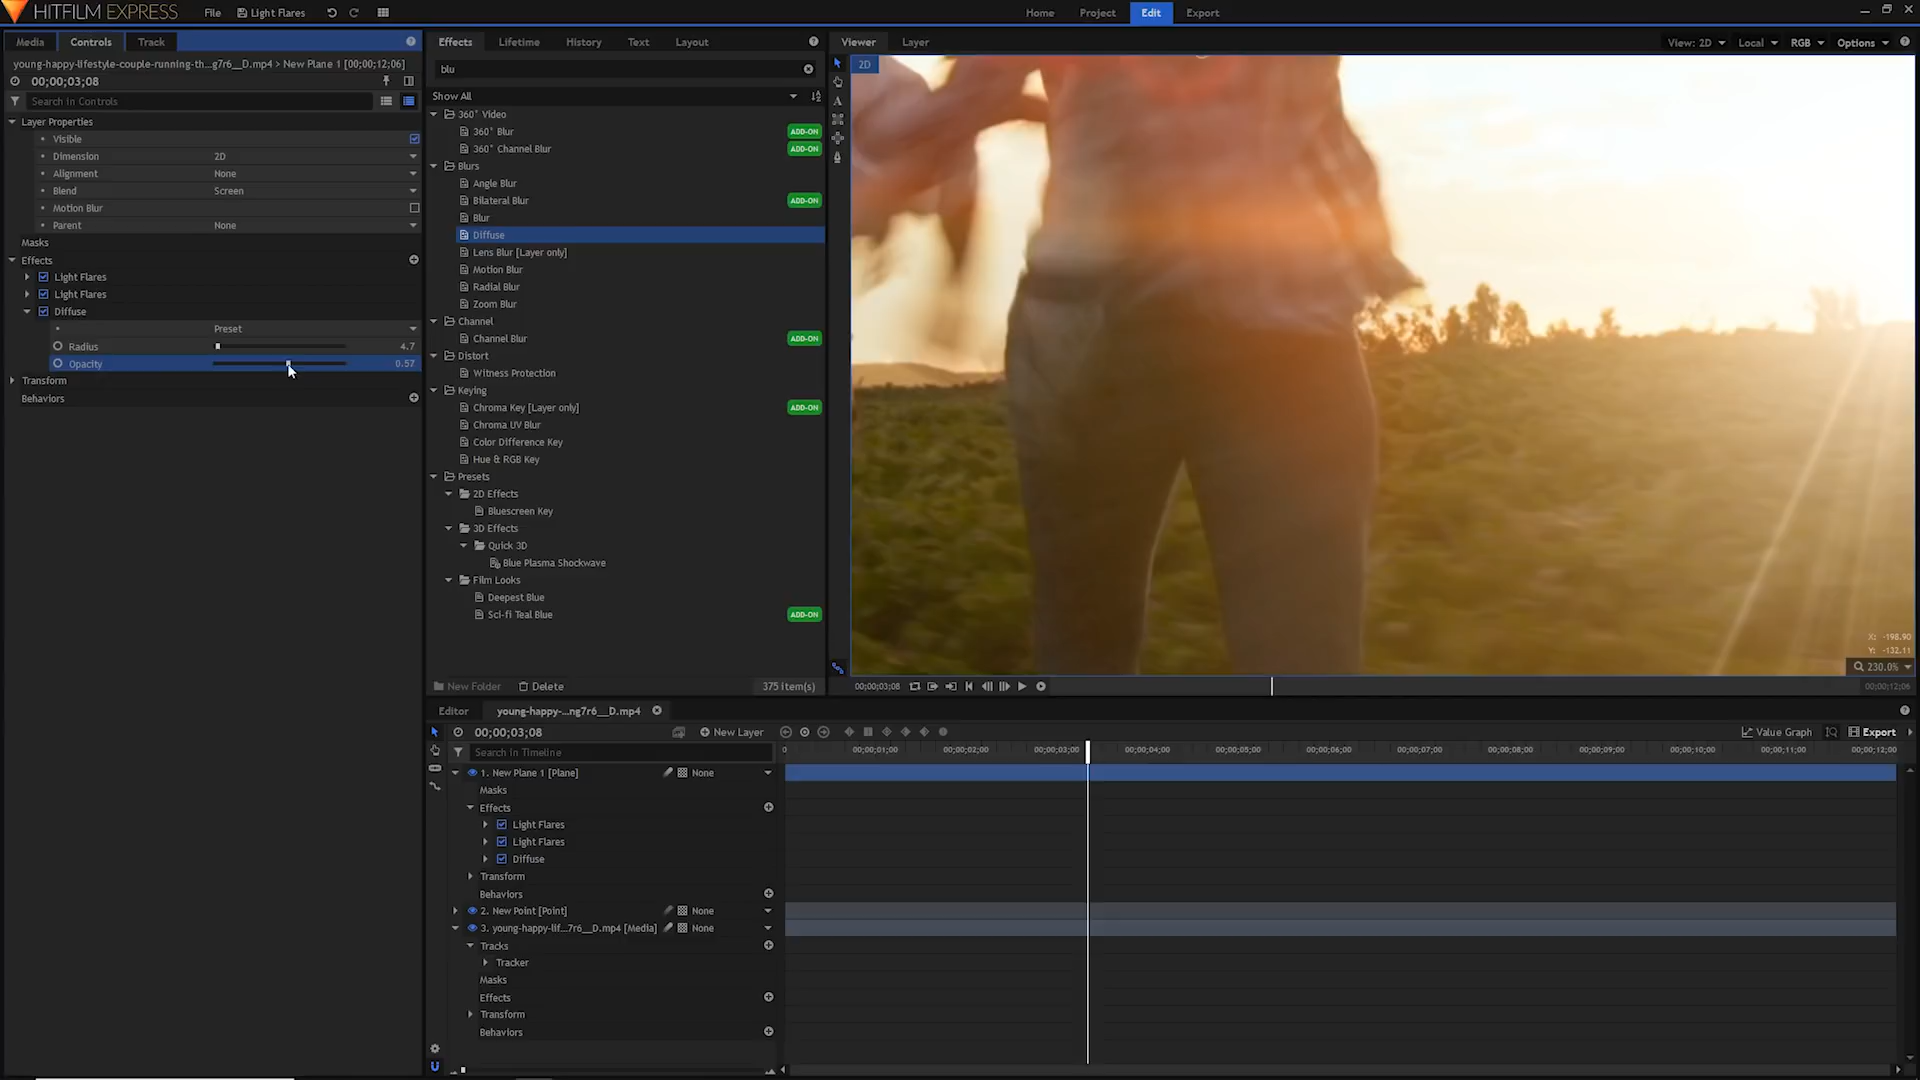 HITFILM EXPRESS
File
Light Flares
Home
Project
Edit
Export
Media
Controls
Track
young-happy-lifestyle-couple-running-th...g7r6__D.mp4 > New Plane 1 [00;00;12;06]
00;00;03;08
Search in Controls
Layer Properties
Visible
Dimension 2D
Alignment None
Blend Screen
Motion Blur
Parent None
Masks
Effects
Light Flares
Light Flares
Diffuse
Preset
Radius 4.7
Opacity 0.57
Transform
Behaviors
Effects
Lifetime
History
Text
Layout
blu
Show All
360° Video
360° Blur ADD-ON
360° Channel Blur ADD-ON
Blurs
Angle Blur
Bilateral Blur ADD-ON
Blur
Diffuse
Lens Blur [Layer only]
Motion Blur
Radial Blur
Zoom Blur
Channel
Channel Blur ADD-ON
Distort
Witness Protection
Keying
Chroma Key [Layer only] ADD-ON
Chroma UV Blur
Color Difference Key
Hue & RGB Key
Presets
2D Effects
Bluescreen Key
3D Effects
Quick 3D
Blue Plasma Shockwave
Film Looks
Deepest Blue
Sci-fi Teal Blue ADD-ON
New Folder
Delete
375 item(s)
Viewer
Layer
View: 2D
Local
RGB
Options
2D
X: -198.90
Y: -132.11
230.0%
00;00;03;08
00;00;12;06
Editor
young-happy-...ng7r6__D.mp4
00;00;03;08
New Layer
Value Graph
Export
Search in Timeline
0 00;00;01;00 00;00;02;00 00;00;03;00 00;00;04;00 00;00;05;00 00;00;06;00 00;00;07;00 00;00;08;00 00;00;09;00 00;00;10;00 00;00;11;00 00;00;12;00
1. New Plane 1 [Plane] None
Masks
Effects
Light Flares
Light Flares
Diffuse
Transform
Behaviors
2. New Point [Point] None
3. young-happy-lif...7r6__D.mp4 [Media] None
Tracks
Tracker
Masks
Effects
Transform
Behaviors